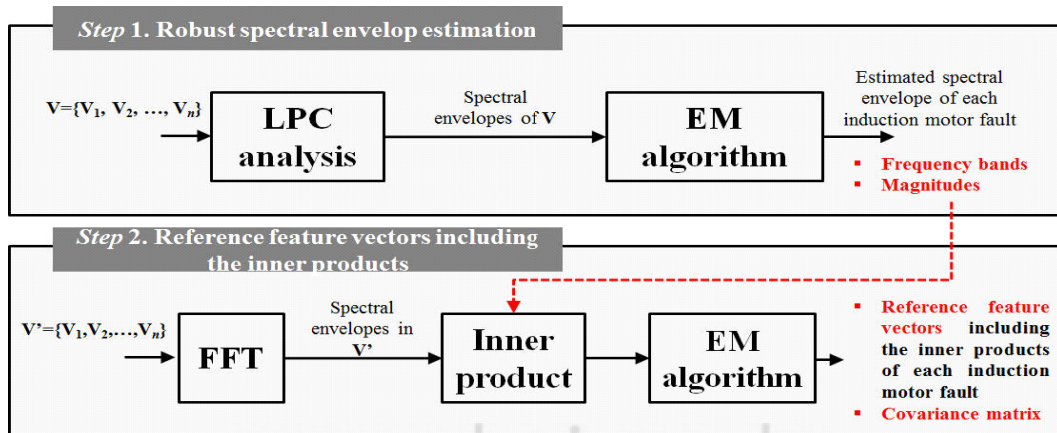 Step 1. Robust spectral envelop estimation
V={V1, V2, …, Vn}
LPC
analysis
Spectral
envelopes of V
EM
algorithm
Estimated spectral
envelope of each
induction motor fault
▪ Frequency bands
▪ Magnitudes
Step 2. Reference feature vectors including
the inner products
V'={V1,V2,…,Vn}
FFT
Spectral
envelopes in
V'
Inner
product
EM
algorithm
▪ Reference feature
vectors including
the inner products
of each induction
motor fault
▪ Covariance matrix